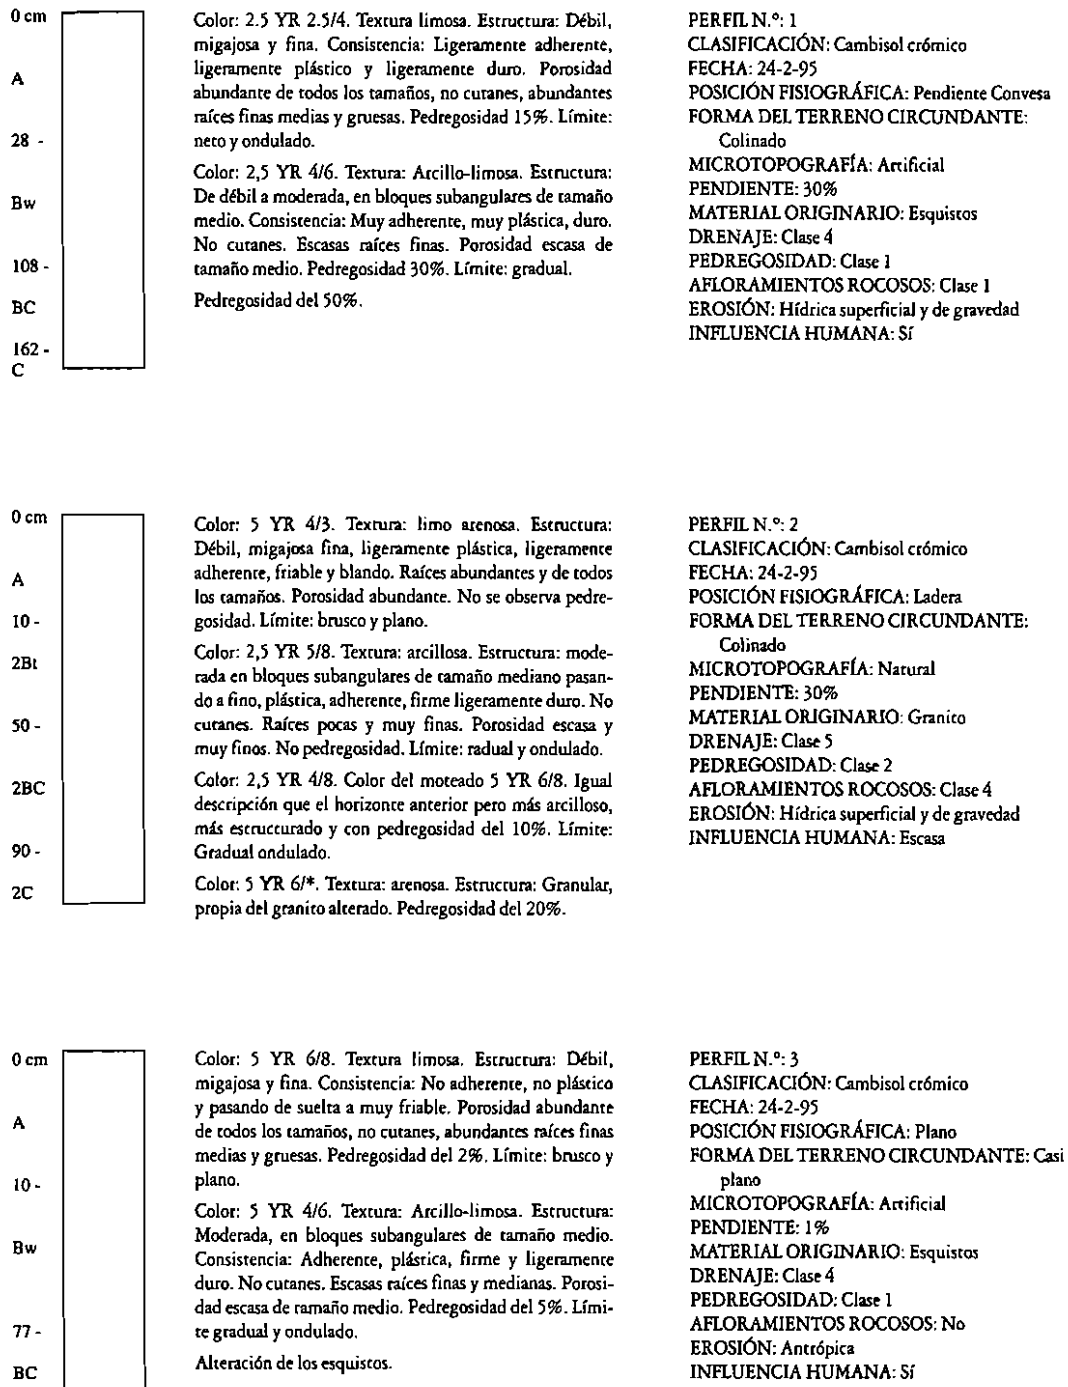 0 cm
A
28 -
Bw
108 -
BC
162 -
C
Color: 2.5 YR 2.5/4. Textura limosa. Estructura: Débil,
migajosa y fina. Consistencia: Ligeramente adherente,
ligeramente plástico y ligeramente duro. Porosidad
abundante de todos los tamaños, no cutanes, abundantes
raíces finas medias y gruesas. Pedregosidad 15%. Límite:
neto y ondulado.
Color: 2,5 YR 4/6. Textura: Arcillo-limosa. Estructura:
De débil a moderada, en bloques subangulares de tamaño
medio. Consistencia: Muy adherente, muy plástica, duro.
No cutanes. Escasas raíces finas. Porosidad escasa de
tamaño medio. Pedregosidad 30%. Límite: gradual.
Pedregosidad del 50%.
PERFIL N.º: 1
CLASIFICACIÓN: Cambisol crómico
FECHA: 24-2-95
POSICIÓN FISIOGRÁFICA: Pendiente Convesa
FORMA DEL TERRENO CIRCUNDANTE:
Colinado
MICROTOPOGRAFÍA: Artificial
PENDIENTE: 30%
MATERIAL ORIGINARIO: Esquistos
DRENAJE: Clase 4
PEDREGOSIDAD: Clase 1
AFLORAMIENTOS ROCOSOS: Clase 1
EROSIÓN: Hídrica superficial y de gravedad
INFLUENCIA HUMANA: Sí
0 cm
A
10 -
2Bt
50 -
2BC
90 -
2C
Color: 5 YR 4/3. Textura: limo arenosa. Estructura:
Débil, migajosa fina, ligeramente plástica, ligeramente
adherente, friable y blando. Raíces abundantes y de todos
los tamaños. Porosidad abundante. No se observa pedre-
gosidad. Límite: brusco y plano.
Color: 2,5 YR 5/8. Textura: arcillosa. Estructura: mode-
rada en bloques subangulares de tamaño mediano pasan-
do a fino, plástica, adherente, firme ligeramente duro. No
cutanes. Raíces pocas y muy finas. Porosidad escasa y
muy finos. No pedregosidad. Límite: radual y ondulado.
Color: 2,5 YR 4/8. Color del moteado 5 YR 6/8. Igual
descripción que el horizonte anterior pero más arcilloso,
más estructurado y con pedregosidad del 10%. Límite:
Gradual ondulado.
Color: 5 YR 6/*. Textura: arenosa. Estructura: Granular,
propia del granito alterado. Pedregosidad del 20%.
PERFIL N.º: 2
CLASIFICACIÓN: Cambisol crómico
FECHA: 24-2-95
POSICIÓN FISIOGRÁFICA: Ladera
FORMA DEL TERRENO CIRCUNDANTE:
Colinado
MICROTOPOGRAFÍA: Natural
PENDIENTE: 30%
MATERIAL ORIGINARIO: Granito
DRENAJE: Clase 5
PEDREGOSIDAD: Clase 2
AFLORAMIENTOS ROCOSOS: Clase 4
EROSIÓN: Hídrica superficial y de gravedad
INFLUENCIA HUMANA: Escasa
0 cm
A
10 -
Bw
77 -
BC
Color: 5 YR 6/8. Textura limosa. Estructura: Débil,
migajosa y fina. Consistencia: No adherente, no plástico
y pasando de suelta a muy friable. Porosidad abundante
de todos los tamaños, no cutanes, abundantes raíces finas
medias y gruesas. Pedregosidad del 2%. Límite: brusco y
plano.
Color: 5 YR 4/6. Textura: Arcillo-limosa. Estructura:
Moderada, en bloques subangulares de tamaño medio.
Consistencia: Adherente, plástica, firme y ligeramente
duro. No cutanes. Escasas raíces finas y medianas. Porosi-
dad escasa de tamaño medio. Pedregosidad del 5%. Lími-
te gradual y ondulado.
Alteración de los esquistos.
PERFIL N.º: 3
CLASIFICACIÓN: Cambisol crómico
FECHA: 24-2-95
POSICIÓN FISIOGRÁFICA: Plano
FORMA DEL TERRENO CIRCUNDANTE: Casi
plano
MICROTOPOGRAFÍA: Artificial
PENDIENTE: 1%
MATERIAL ORIGINARIO: Esquistos
DRENAJE: Clase 4
PEDREGOSIDAD: Clase 1
AFLORAMIENTOS ROCOSOS: No
EROSIÓN: Antrópica
INFLUENCIA HUMANA: Sí